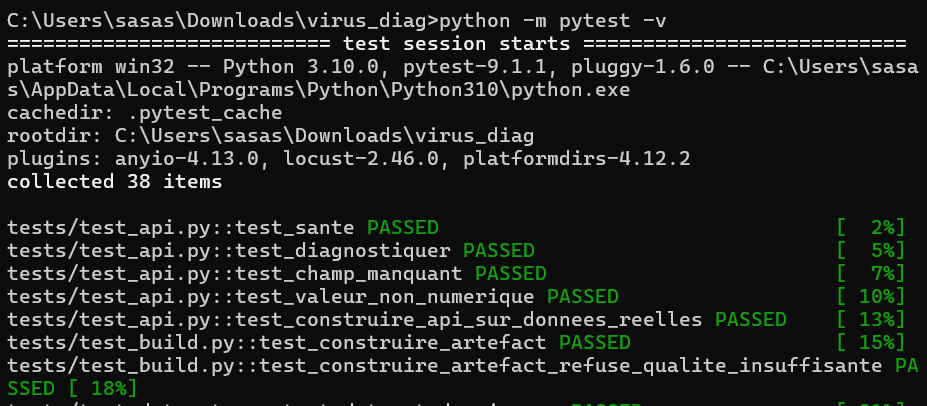 C:\Users\sasas\Downloads\virus_diag>python -m pytest -v
=========================== test session starts ===========================
platform win32 -- Python 3.10.0, pytest-9.1.1, pluggy-1.6.0 -- C:\Users\sasa
s\AppData\Local\Programs\Python\Python310\python.exe
cachedir: .pytest_cache
rootdir: C:\Users\sasas\Downloads\virus_diag
plugins: anyio-4.13.0, locust-2.46.0, platformdirs-4.12.2
collected 38 items
tests/test_api.py::test_sante PASSED [  2%]
tests/test_api.py::test_diagnostiquer PASSED [  5%]
tests/test_api.py::test_champ_manquant PASSED [  7%]
tests/test_api.py::test_valeur_non_numerique PASSED [ 10%]
tests/test_api.py::test_construire_api_sur_donnees_reelles PASSED [ 13%]
tests/test_build.py::test_construire_artefact PASSED [ 15%]
tests/test_build.py::test_construire_artefact_refuse_qualite_insuffisante PA
SSED [ 18%]